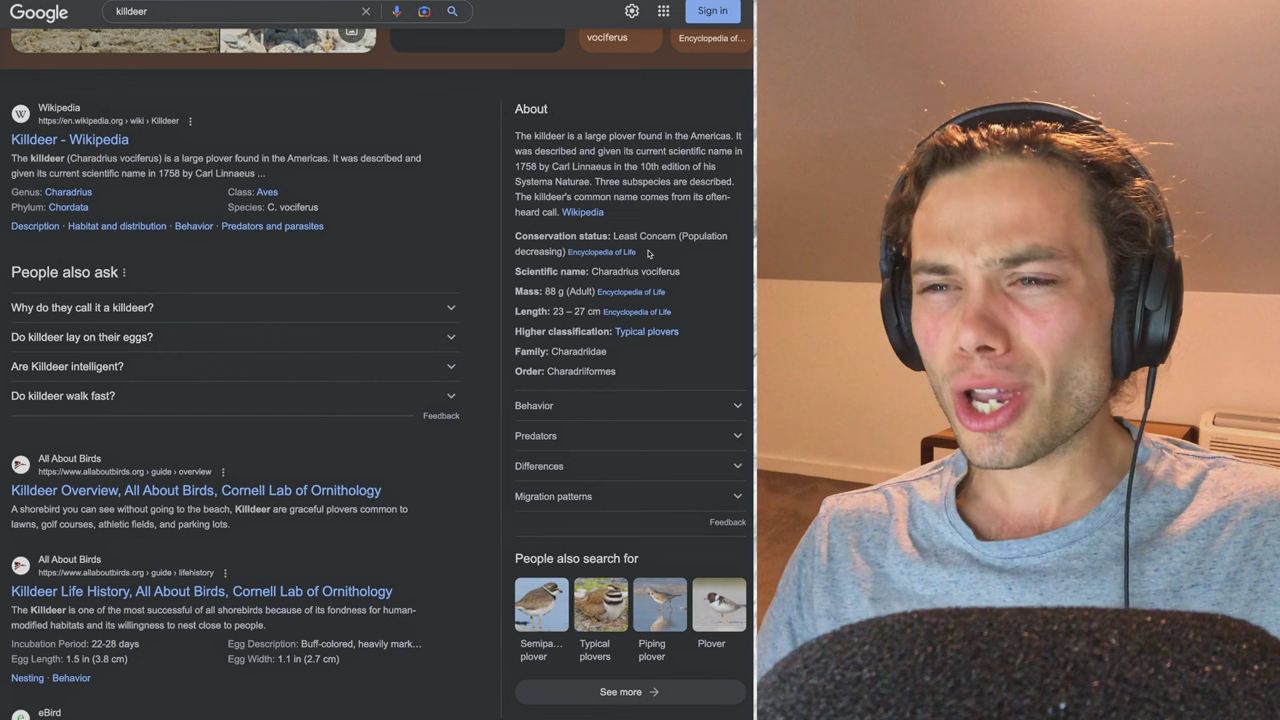 Google
killdeer
Sign in
vociferus
Encyclopedia of...
Wikipedia
https://en.wikipedia.org › wiki › Killdeer
Killdeer - Wikipedia
The killdeer (Charadrius vociferus) is a large plover found in the Americas. It was described and
given its current scientific name in 1758 by Carl Linnaeus ...
Genus: Charadrius
Class: Aves
Phylum: Chordata
Species: C. vociferus
Description · Habitat and distribution · Behavior · Predators and parasites
People also ask
Why do they call it a killdeer?
Do killdeer lay on their eggs?
Are Killdeer intelligent?
Do killdeer walk fast?
Feedback
All About Birds
https://www.allaboutbirds.org › guide › overview
Killdeer Overview, All About Birds, Cornell Lab of Ornithology
A shorebird you can see without going to the beach, Killdeer are graceful plovers common to
lawns, golf courses, athletic fields, and parking lots.
All About Birds
https://www.allaboutbirds.org › guide › lifehistory
Killdeer Life History, All About Birds, Cornell Lab of Ornithology
The Killdeer is one of the most successful of all shorebirds because of its fondness for human-
modified habitats and its willingness to nest close to people.
Incubation Period: 22-28 days
Egg Description: Buff-colored, heavily mark...
Egg Length: 1.5 in (3.8 cm)
Egg Width: 1.1 in (2.7 cm)
Nesting · Behavior
eBird
About
The killdeer is a large plover found in the Americas. It
was described and given its current scientific name in
1758 by Carl Linnaeus in the 10th edition of his
Systema Naturae. Three subspecies are described.
The killdeer's common name comes from its often-
heard call. Wikipedia
Conservation status: Least Concern (Population
decreasing) Encyclopedia of Life
Scientific name: Charadrius vociferus
Mass: 88 g (Adult) Encyclopedia of Life
Length: 23 – 27 cm Encyclopedia of Life
Higher classification: Typical plovers
Family: Charadriidae
Order: Charadriiformes
Behavior
Predators
Differences
Migration patterns
Feedback
People also search for
Semipa...
plover
Typical
plovers
Piping
plover
Plover
See more →